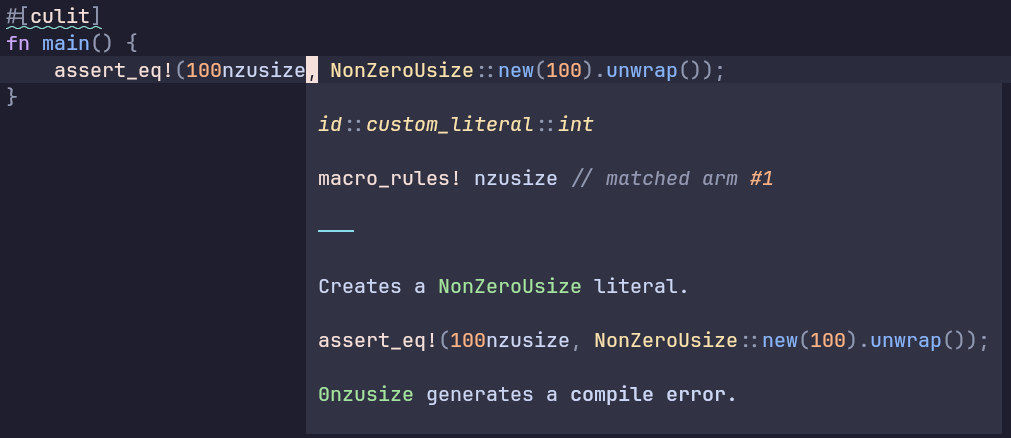 #[culit]
fn main() {
    assert_eq!(100nzusize, NonZeroUsize::new(100).unwrap());
}
id::custom_literal::int
macro_rules! nzusize // matched arm #1
Creates a NonZeroUsize literal.
assert_eq!(100nzusize, NonZeroUsize::new(100).unwrap());
0nzusize generates a compile error.